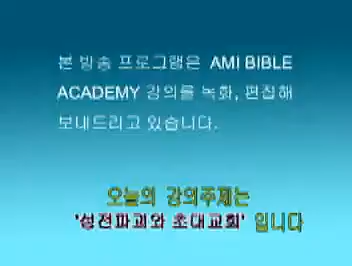 본 방송 프로그램은 AMI BIBLE
ACADEMY 강의를 녹화, 편집해
보내드리고 있습니다.
오늘의 강의주제는
'성전파괴와 초대교회' 입니다